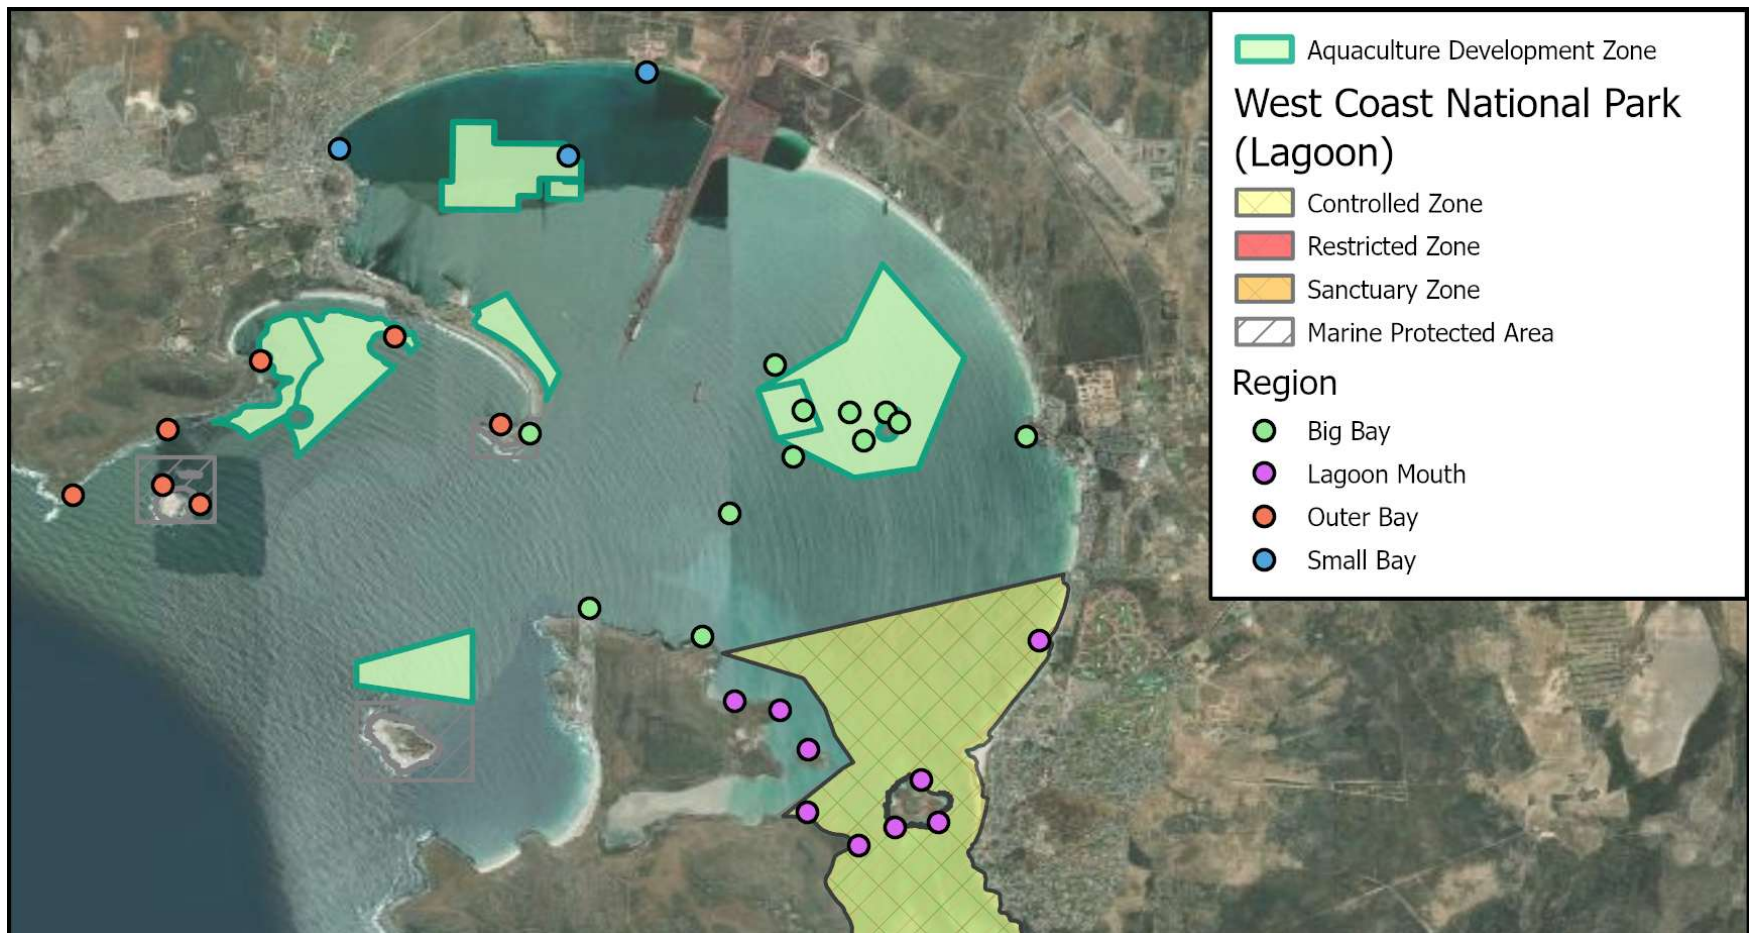 Aquaculture Development Zone
West Coast National Park
(Lagoon)
Controlled Zone
Restricted Zone
Sanctuary Zone
Marine Protected Area
Region
Big Bay
Lagoon Mouth
Outer Bay
Small Bay